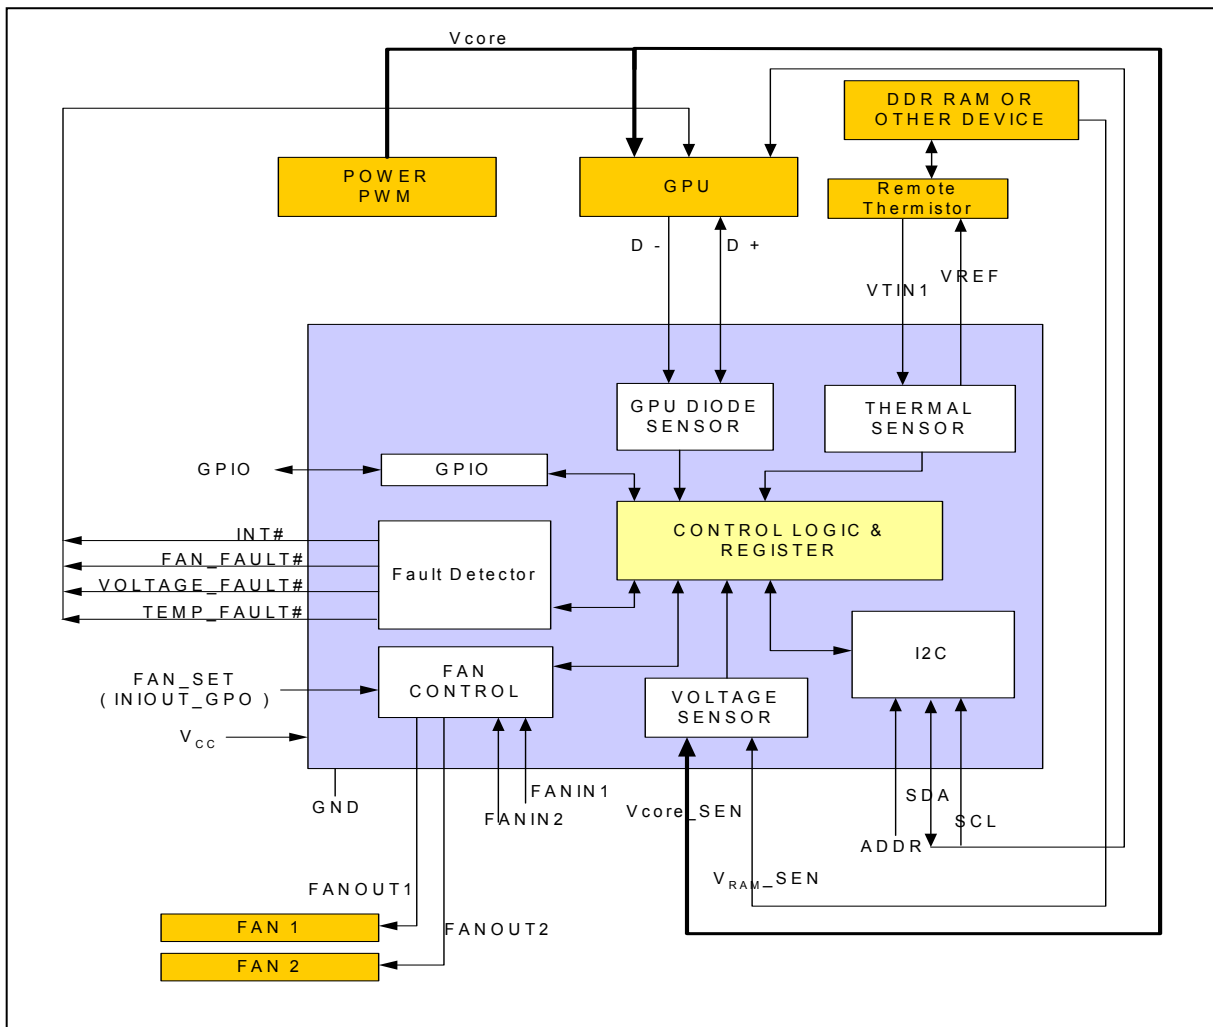 Vcore
DDR RAM OR
OTHER DEVICE
POWER
PWM
GPU
Remote
Thermistor
D -
D +
VTIN1
VREF
GPU DIODE
SENSOR
THERMAL
SENSOR
GPIO
GPIO
CONTROL LOGIC &
REGISTER
INT#
FAN_FAULT#
VOLTAGE_FAULT#
TEMP_FAULT#
Fault Detector
I2C
FAN_SET
( INIOUT_GPO )
FAN
CONTROL
VOLTAGE
SENSOR
VCC
GND
FANIN1
FANIN2
Vcore_SEN
SDA
SCL
ADDR
VRAM_SEN
FANOUT1
FANOUT2
FAN 1
FAN 2